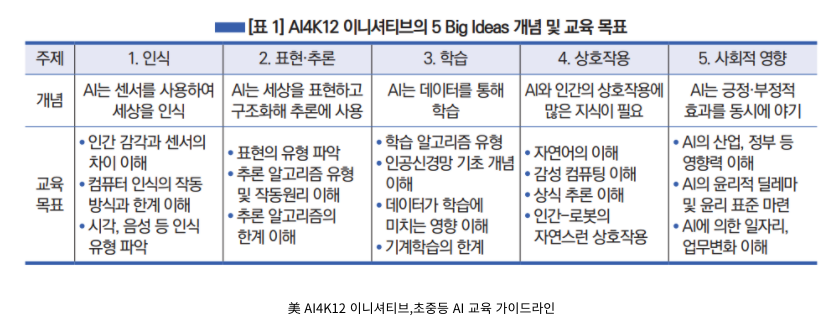 [표 1] AI4K12 이니셔티브의 5 Big Ideas 개념 및 교육 목표
주제
1. 인식
2. 표현·추론
3. 학습
4. 상호작용
5. 사회적 영향
개념
AI는 센서를 사용하여
세상을 인식
AI는 세상을 표현하고
구조화해 추론에 사용
AI는 데이터를 통해
학습
AI와 인간의 상호작용에
많은 지식이 필요
AI는 긍정·부정적
효과를 동시에 야기
교육
목표
• 인간 감각과 센서의
차이 이해
• 컴퓨터 인식의 작동
방식과 한계 이해
• 시각, 음성 등 인식
유형 파악
• 표현의 유형 파악
• 추론 알고리즘 유형
및 작동원리 이해
• 추론 알고리즘의
한계 이해
• 학습 알고리즘 유형
• 인공신경망 기초 개념
이해
• 데이터가 학습에
미치는 영향 이해
• 기계학습의 한계
• 자연어의 이해
• 감성 컴퓨팅 이해
• 상식 추론 이해
• 인간-로봇의
자연스런 상호작용
• AI의 산업, 정부 등
영향력 이해
• AI의 윤리적 딜레마
및 윤리 표준 마련
• AI에 의한 일자리,
업무변화 이해
美 AI4K12 이니셔티브,초중등 AI 교육 가이드라인